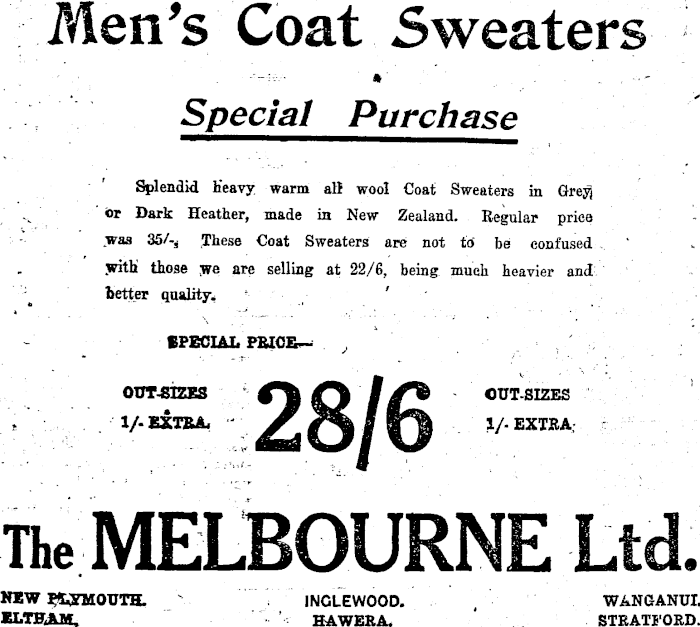 Men's Coat Sweaters
Special Purchase
Splendid heavy warm all wool Coat Sweaters in Grey
or Dark Heather, made in New Zealand. Regular price
was 35/-. These Coat Sweaters are not to be confused
with those we are selling at 22/6, being much heavier and
better quality.
SPECIAL PRICE—
OUT-SIZES 28/6 OUT-SIZES
1/- EXTRA. 1/- EXTRA.
The MELBOURNE Ltd.
NEW PLYMOUTH. INGLEWOOD. WANGANUI.
ELTHAM. HAWERA. STRATFORD.